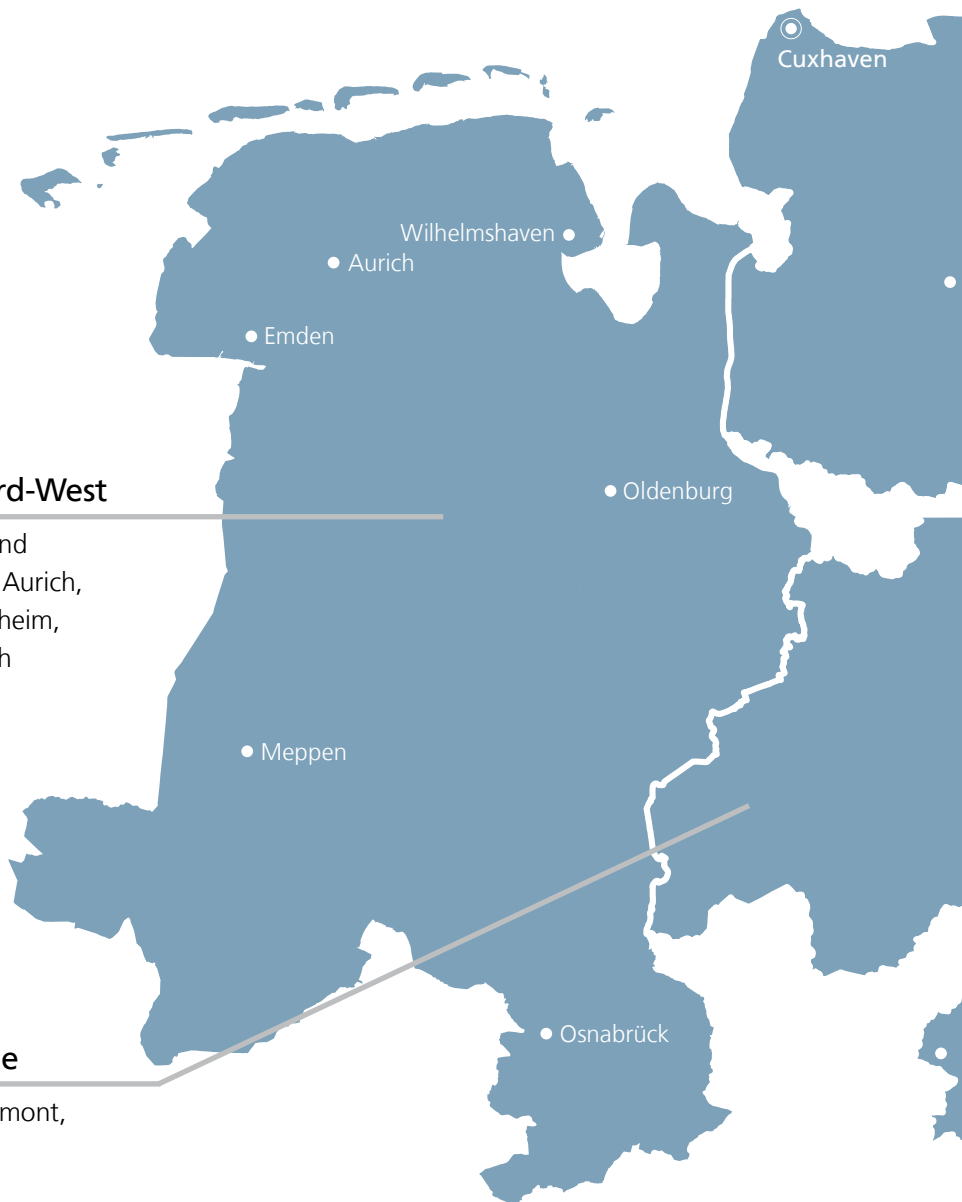 Cuxhaven
Wilhelmshaven
Aurich
Emden
rd-West
Oldenburg
nd
Aurich,
heim,
h
Meppen
Osnabrück
e
mont,